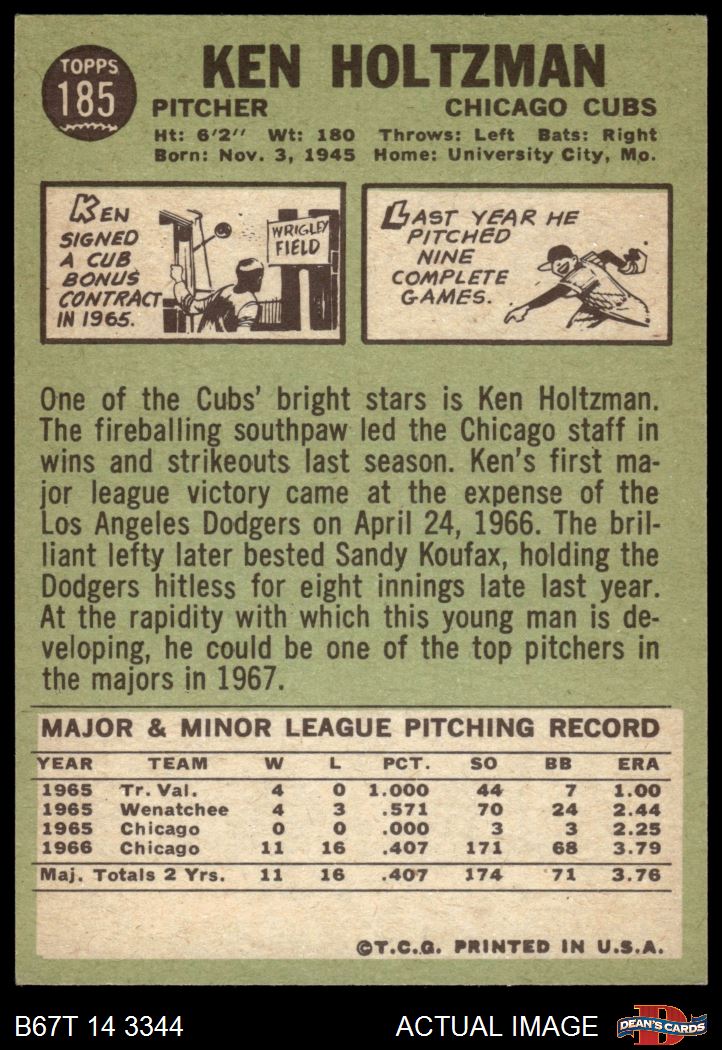 TOPPS
185
KEN HOLTZMAN
PITCHER CHICAGO CUBS
Ht: 6'2" Wt: 180 Throws: Left Bats: Right
Born: Nov. 3, 1945 Home: University City, Mo.
KEN
SIGNED
A CUB
BONUS
CONTRACT
IN 1965.
WRIGLEY
FIELD
LAST YEAR HE
PITCHED
NINE
COMPLETE
GAMES.
One of the Cubs' bright stars is Ken Holtzman.
The fireballing southpaw led the Chicago staff in
wins and strikeouts last season. Ken's first ma-
jor league victory came at the expense of the
Los Angeles Dodgers on April 24, 1966. The bril-
liant lefty later bested Sandy Koufax, holding the
Dodgers hitless for eight innings late last year.
At the rapidity with which this young man is de-
veloping, he could be one of the top pitchers in
the majors in 1967.
MAJOR & MINOR LEAGUE PITCHING RECORD
YEAR TEAM W L PCT. SO BB ERA
1965 Tr. Val. 4 0 1.000 44 7 1.00
1965 Wenatchee 4 3 .571 70 24 2.44
1965 Chicago 0 0 .000 3 3 2.25
1966 Chicago 11 16 .407 171 68 3.79
Maj. Totals 2 Yrs. 11 16 .407 174 71 3.76
©T.C.G. PRINTED IN U.S.A.
B67T 14 3344 ACTUAL IMAGE D DEAN'S CARDS